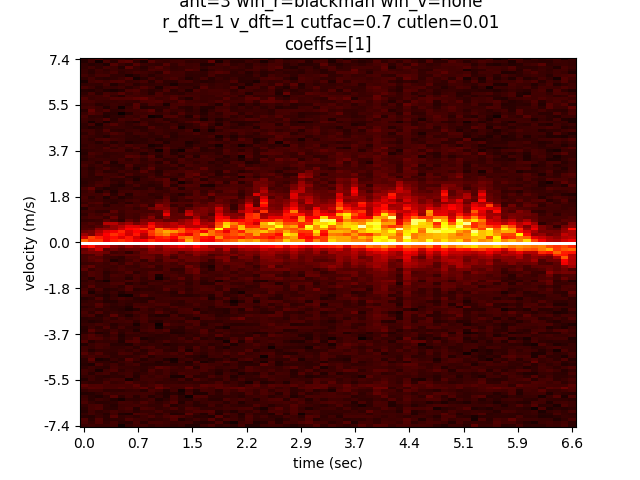 ant=3 win_r=blackman win_v=none
r_dft=1 v_dft=1 cutfac=0.7 cutlen=0.01
coeffs=[1]
7.4
5.5
3.7
1.8
0.0
-1.8
-3.7
-5.5
-7.4
velocity (m/s)
0.0 0.7 1.5 2.2 2.9 3.7 4.4 5.1 5.9 6.6
time (sec)